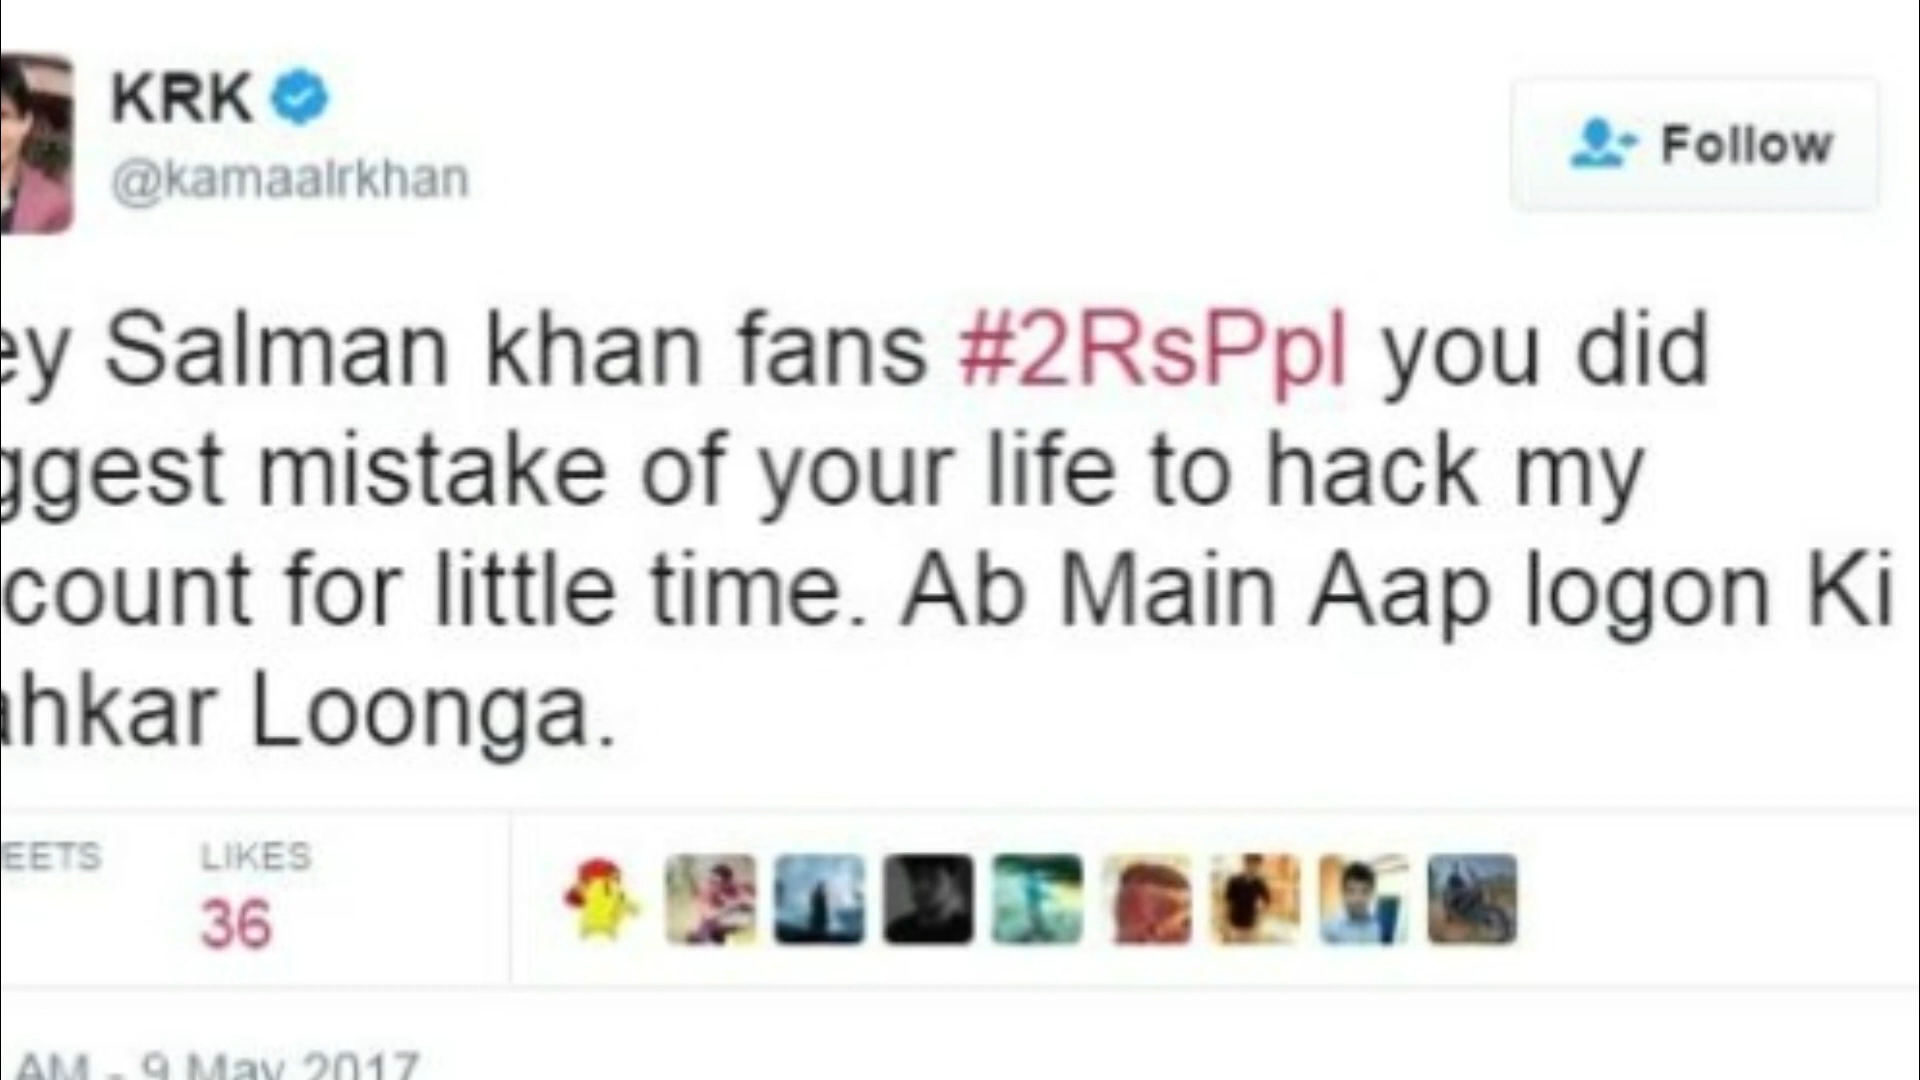 KRK
@kamaalrkhan
Follow
ey Salman khan fans #2RsPpl you did
ggest mistake of your life to hack my
count for little time. Ab Main Aap logon Ki
ahkar Loonga.
EETS
LIKES
36
AM - 9 May 2017